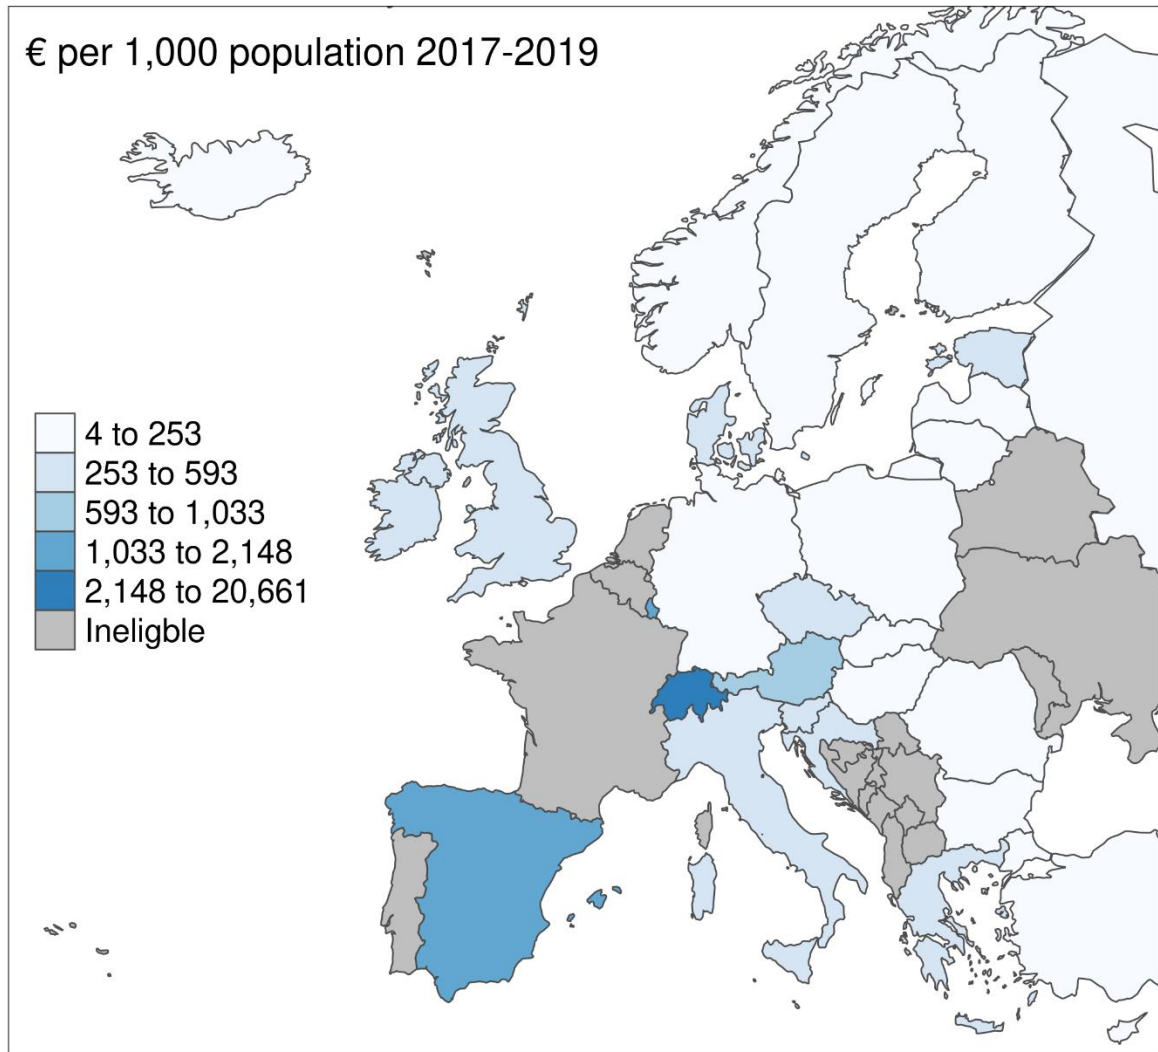 € per 1,000 population 2017-2019
4 to 253
253 to 593
593 to 1,033
1,033 to 2,148
2,148 to 20,661
Ineligble